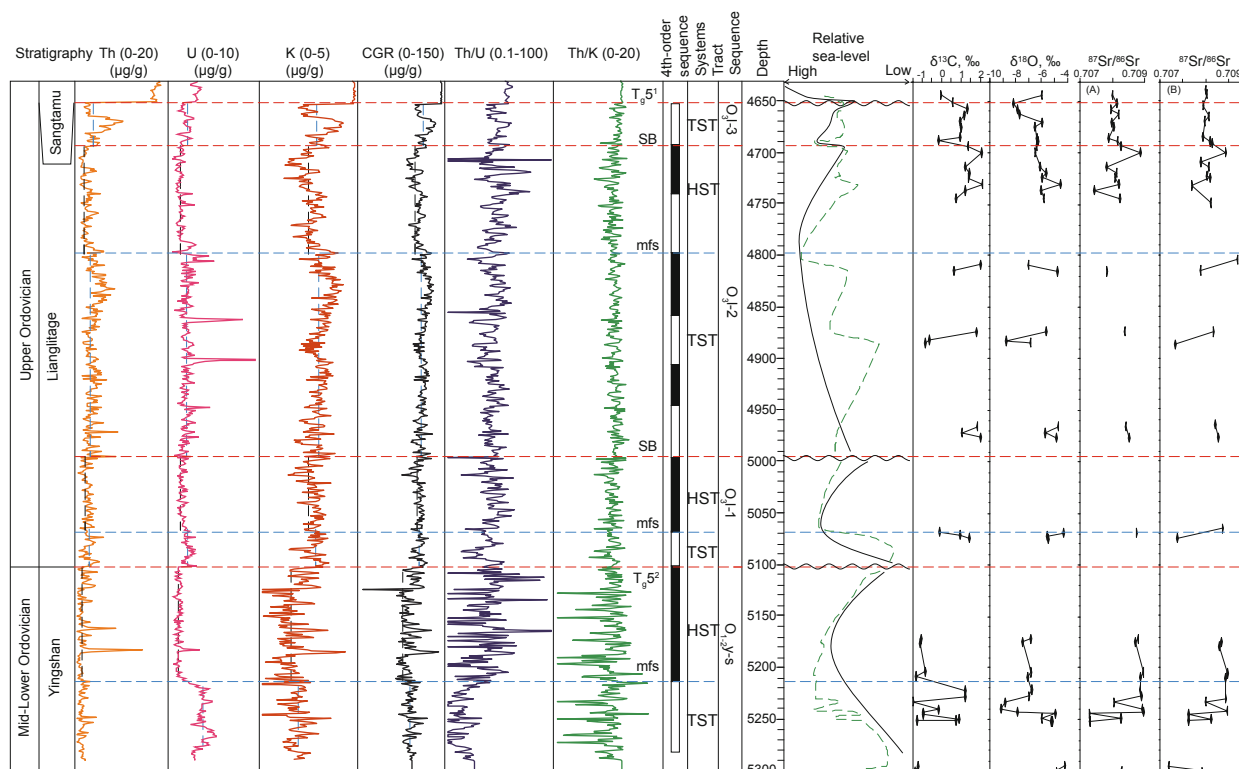 Stratigraphy Th (0-20) U (0-10) K (0-5) CGR (0-150) Th/U (0.1-100) Th/K (0-20)
(µg/g) (µg/g) (µg/g) (µg/g)
4th-order
sequence
Systems
Tract
Sequence
Depth
Relative
sea-level
High Low
δ¹³C, ‰ δ¹⁸O, ‰ ⁸⁷Sr/⁸⁶Sr ⁸⁷Sr/⁸⁶Sr
-1 0 1 2 -10 -8 -6 -4 0.707 0.709 0.707 0.709
(A) (B)
Upper Ordovician
Mid-Lower Ordovician
Sangtamu
Lianglitage
Yingshan
Tg5¹
SB
mfs
SB
mfs
Tg5²
mfs
TST
HST
TST
HST
TST
HST
TST
O₃l-3
O₃l-2
O₃l-1
O₁₋₂y-s
4650
4700
4750
4800
4850
4900
4950
5000
5050
5100
5150
5200
5250
5300